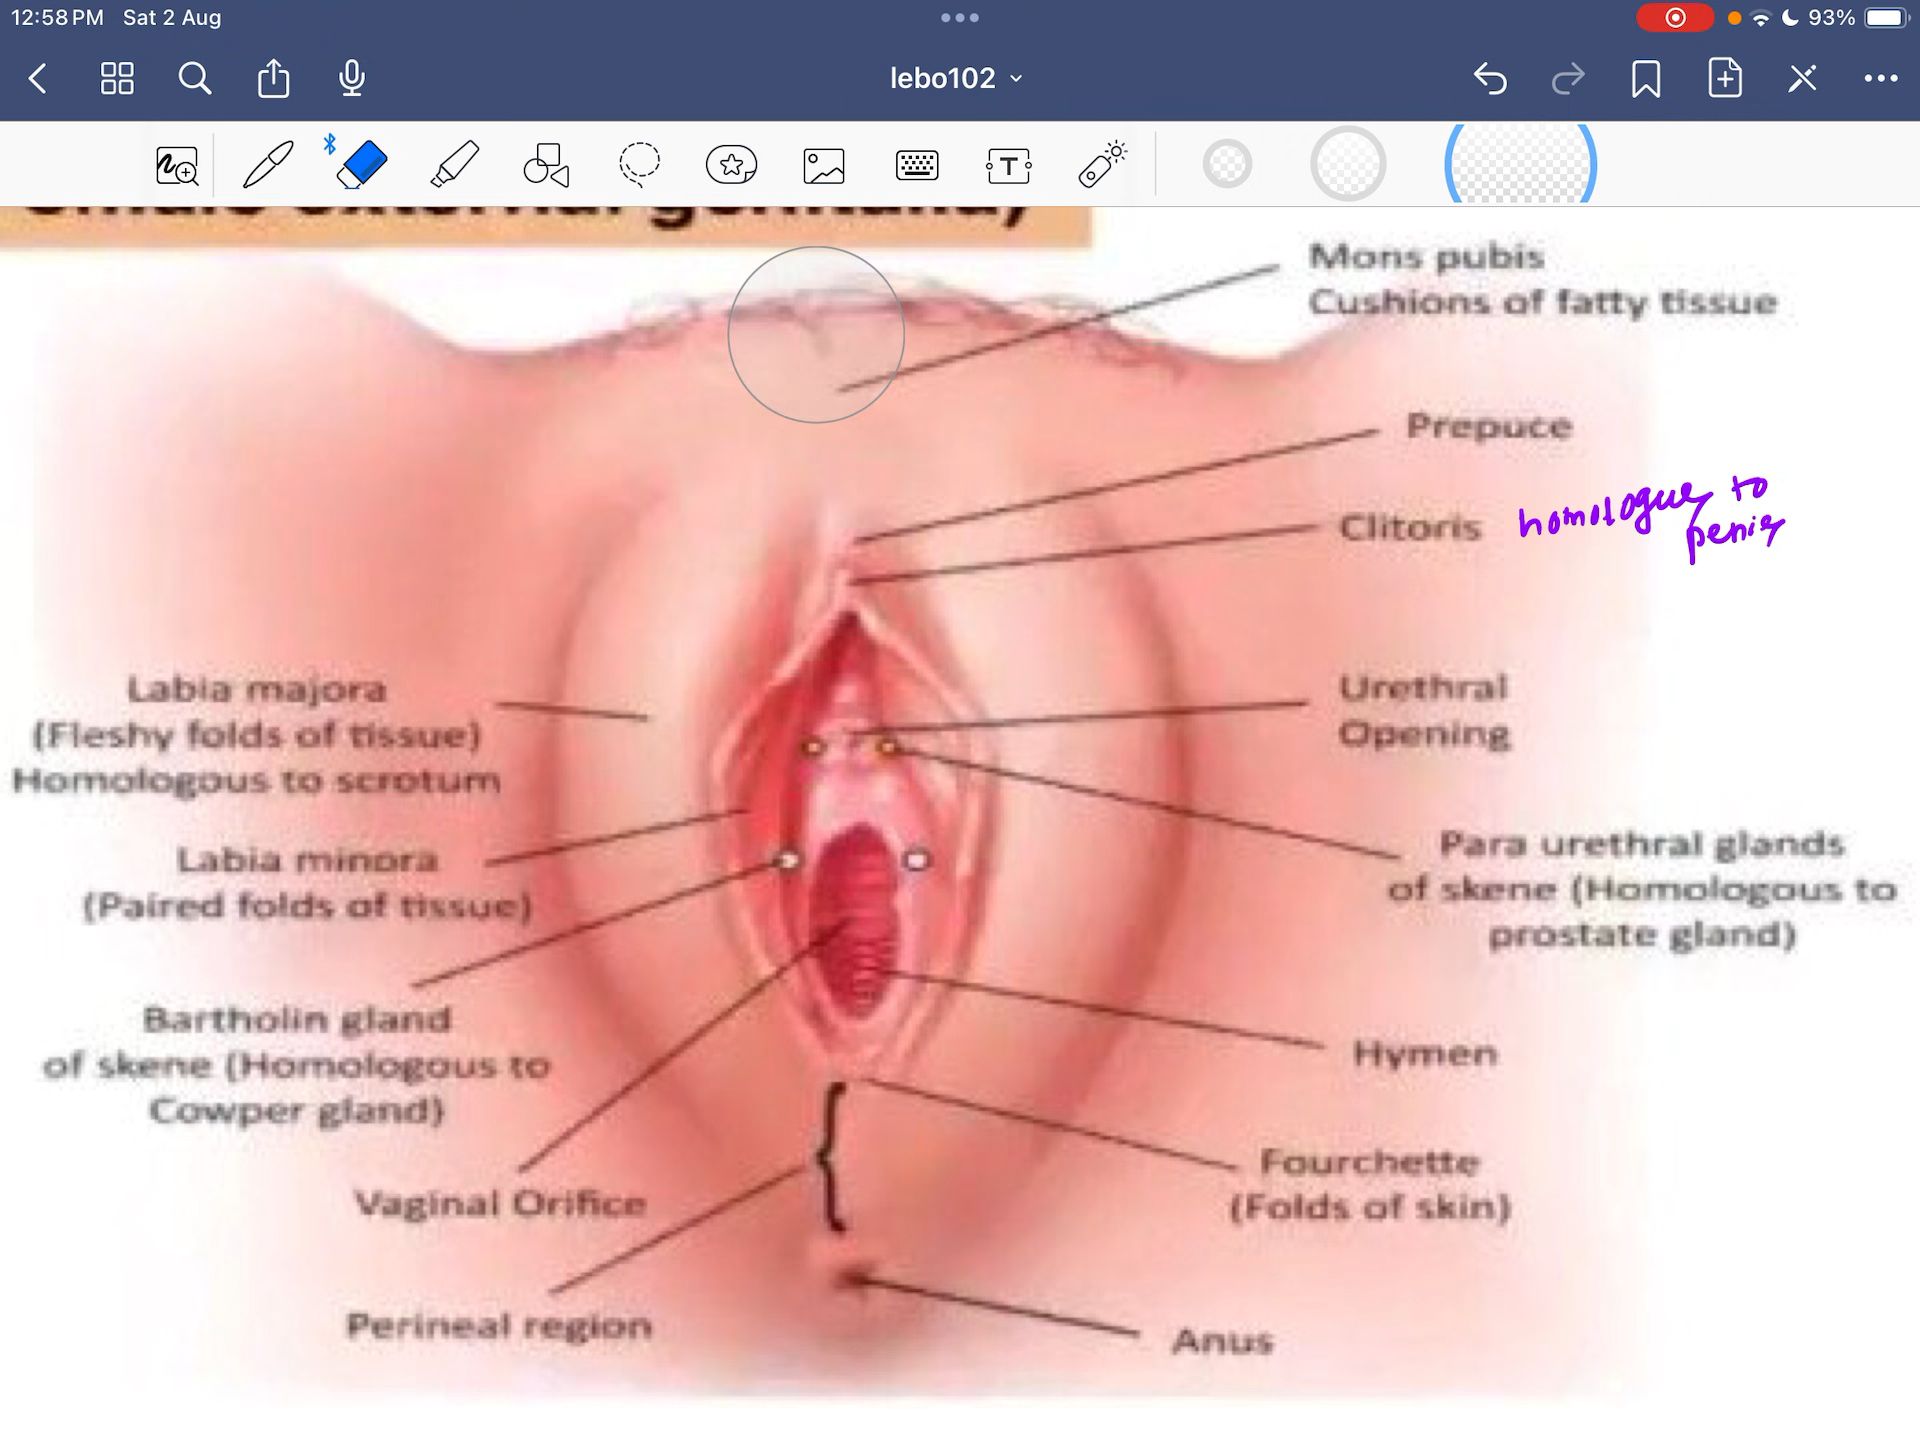 12:58 PM Sat 2 Aug
93%
lebo102
external genitalia)
Mons pubis
Cushions of fatty tissue
Prepuce
Clitoris homologue to
penis
Urethral
Opening
Labia majora
(Fleshy folds of tissue)
Homologous to scrotum
Labia minora
(Paired folds of tissue)
Para urethral glands
of skene (Homologous to
prostate gland)
Bartholin gland
of skene (Homologous to
Cowper gland)
Hymen
Vaginal Orifice
Fourchette
(Folds of skin)
Perineal region
Anus